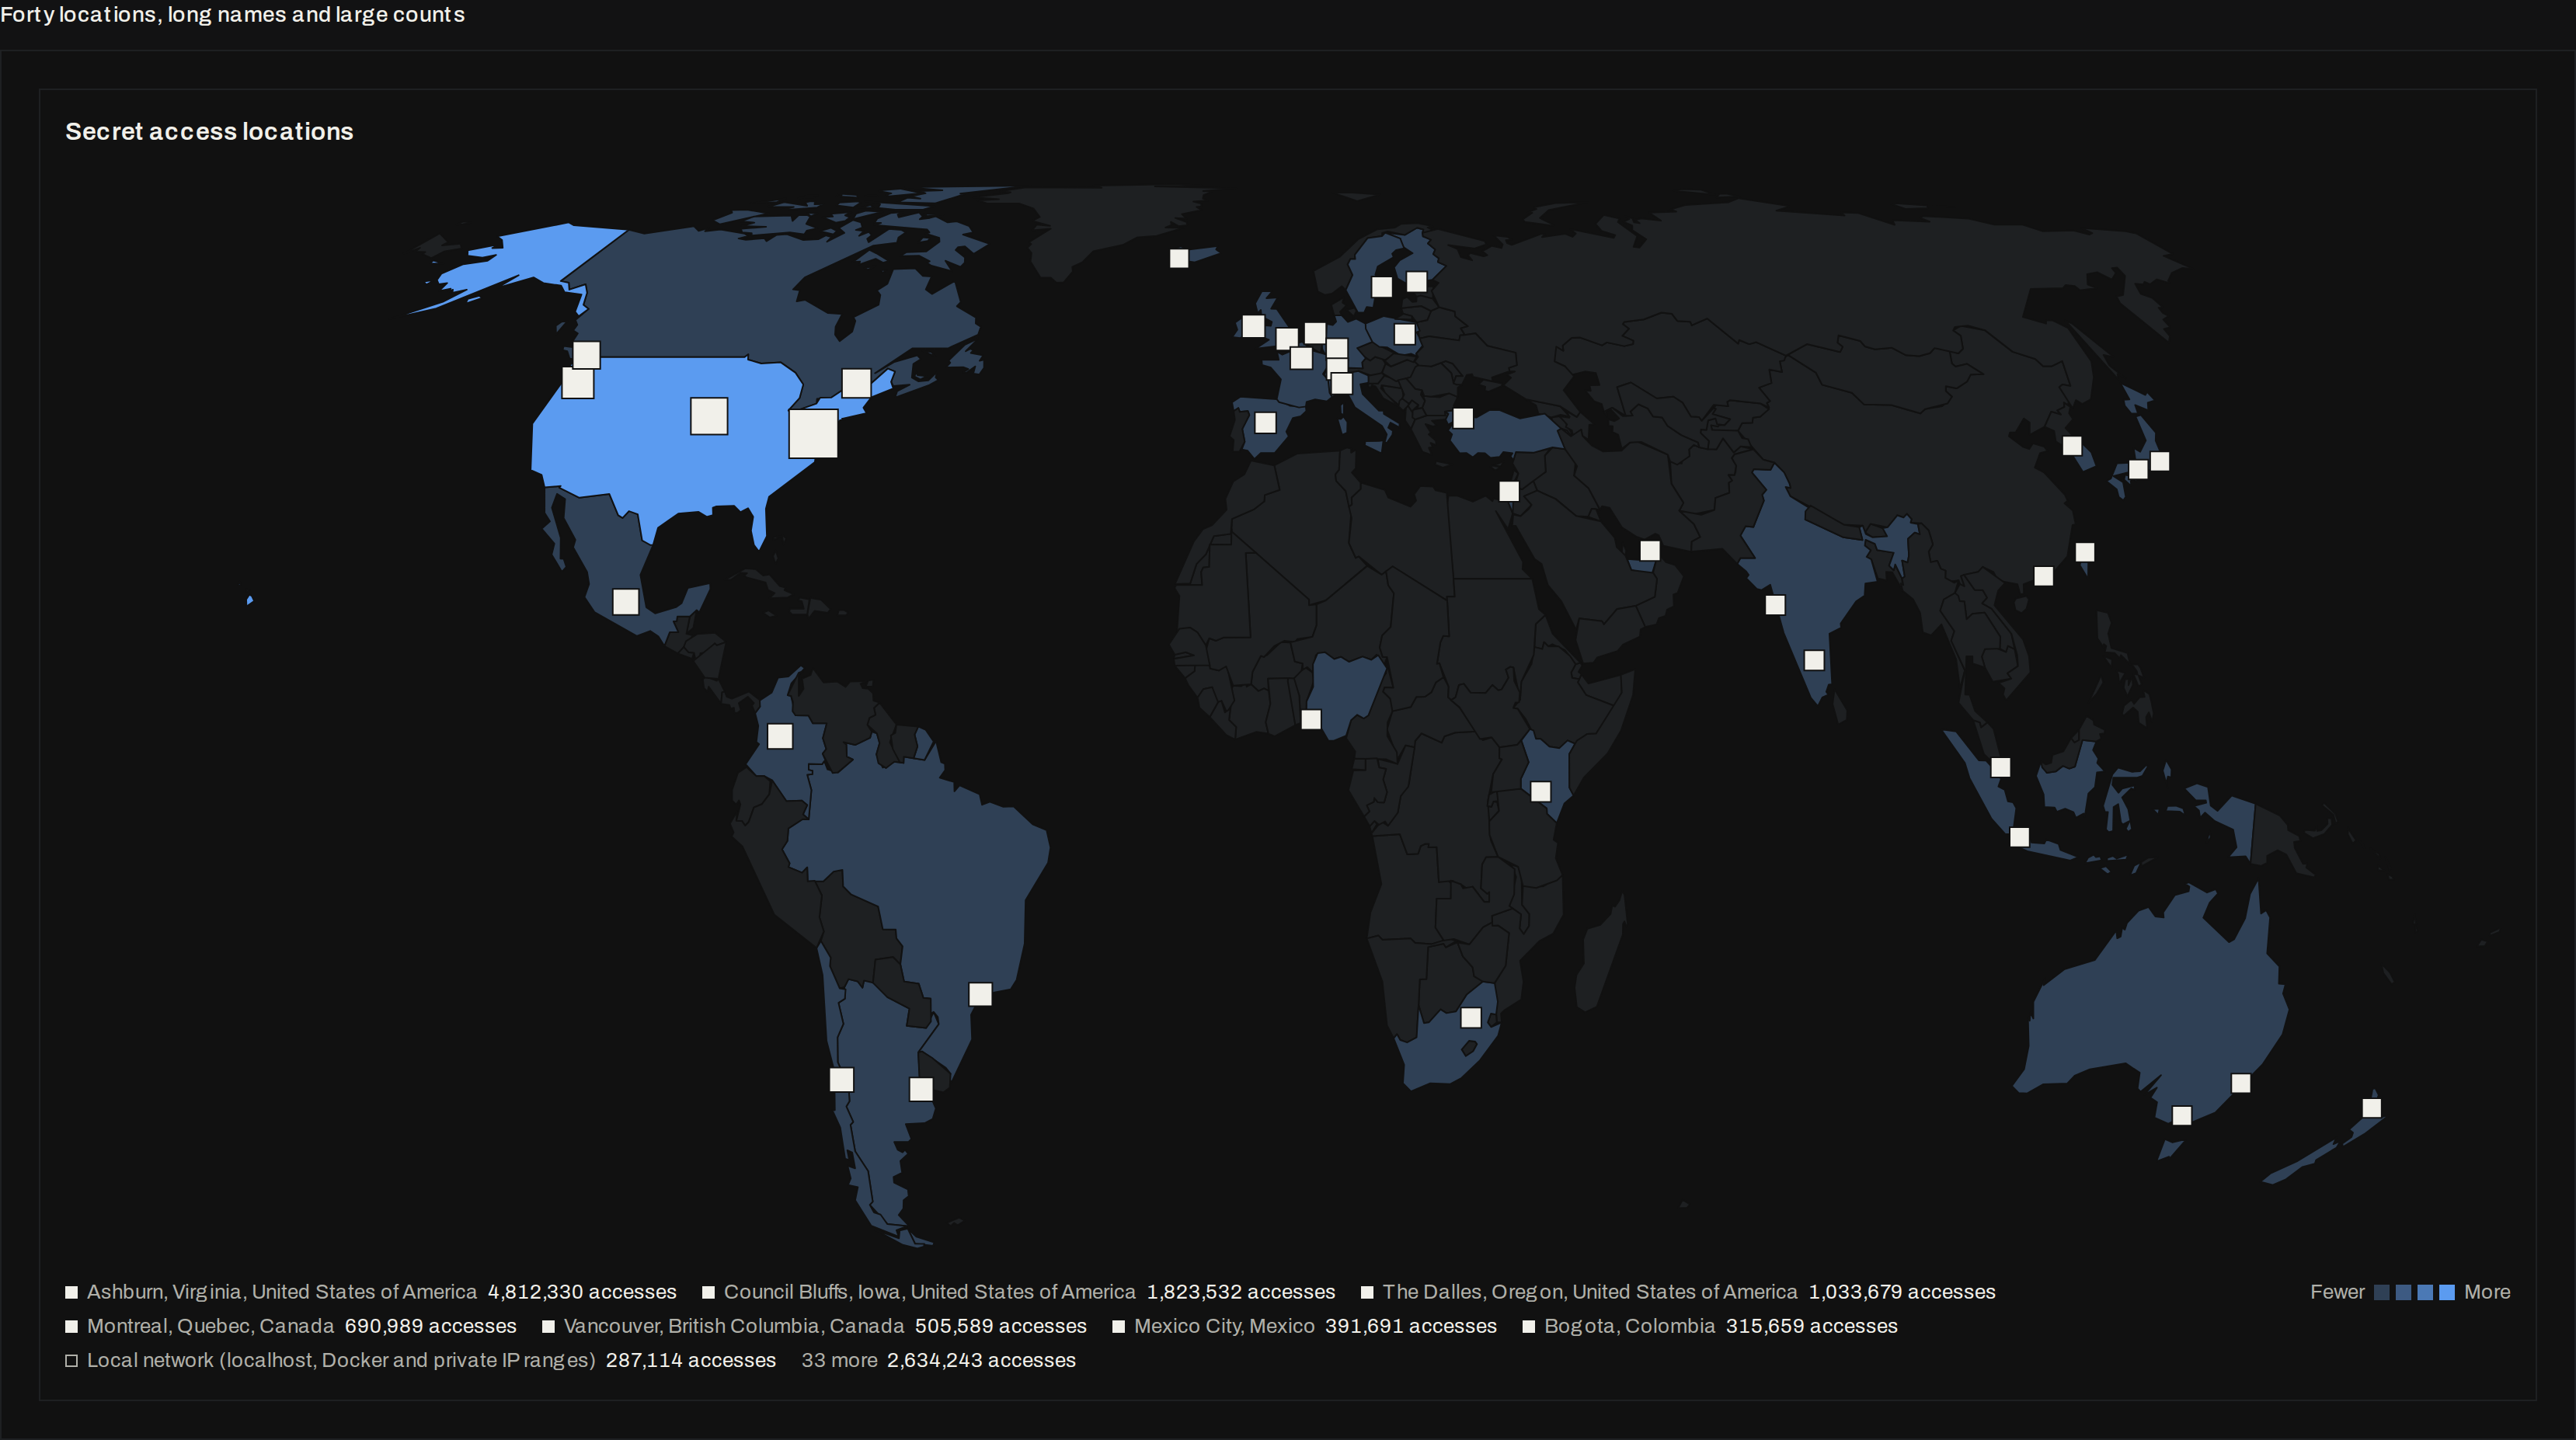 Forty locations, long names and large counts
Secret access locations
Ashburn, Virginia, United States of America 4,812,330 accesses Council Bluffs, Iowa, United States of America 1,823,532 accesses The Dalles, Oregon, United States of America 1,033,679 accesses Fewer More
Montreal, Quebec, Canada 690,989 accesses Vancouver, British Columbia, Canada 505,589 accesses Mexico City, Mexico 391,691 accesses Bogota, Colombia 315,659 accesses
Local network (localhost, Docker and private IP ranges) 287,114 accesses 33 more 2,634,243 accesses